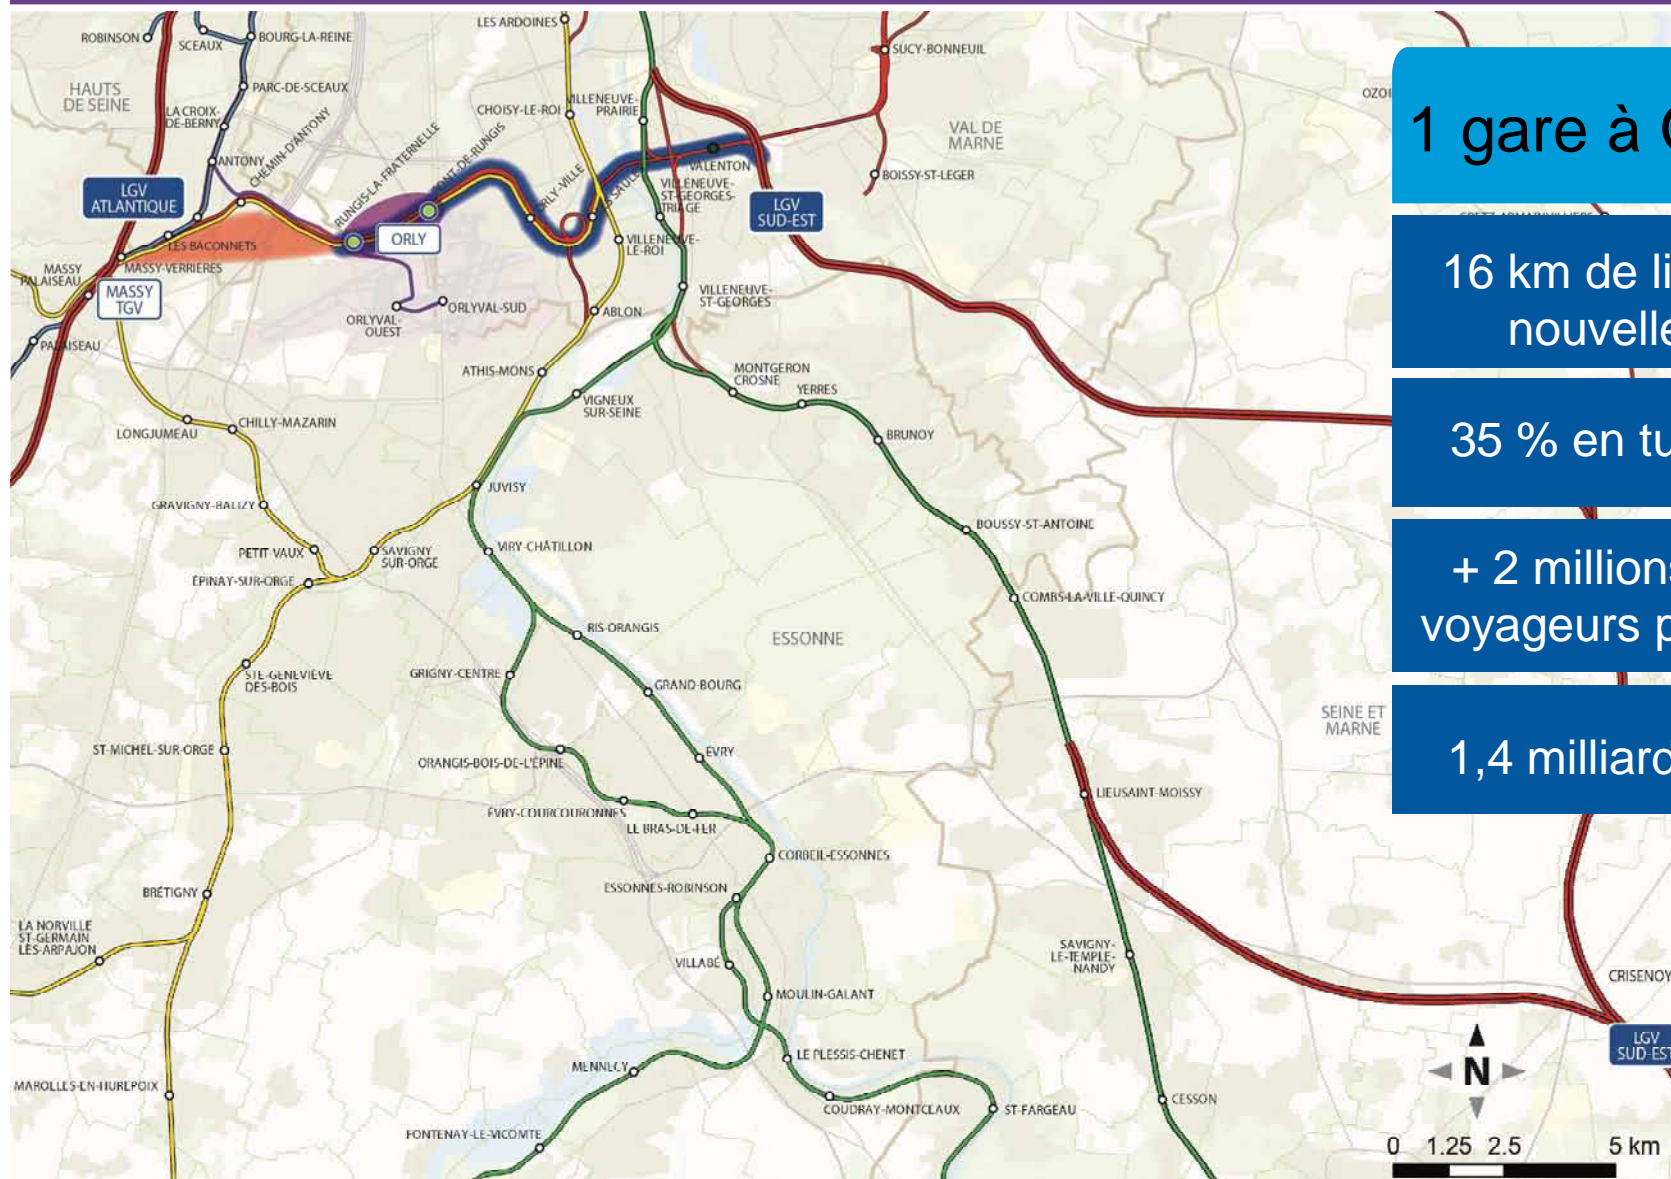 ROBINSON
SCEAUX
BOURG-LA-REINE
LES ARDOINES
SUCY-BONNEUIL
HAUTS
DE SEINE
PARC-DE-SCEAUX
LA CROIX-
DE-BERNY
CHOISY-LE-ROI
VILLENEUVE-
PRAIRIE
VAL DE
MARNE
ANTONY
CHEMIN-D'ANTONY
RUNGIS-LA-FRATERNELLE
PONT-DE-RUNGIS
ORLY-VILLE
VALENTON
BOISSY-ST-LEGER
LGV
ATLANTIQUE
VILLENEUVE-
ST-GEORGES-
TRIAGE
LGV
SUD-EST
LES BACONNETS
ORLY
VILLENEUVE-
LE-ROI
MASSY-VERRIÈRES
MASSY
PALAISEAU
MASSY
TGV
VILLENEUVE-
ST-GEORGES
ORLYVAL-
OUEST
ORLYVAL-SUD
ABLON
PALAISEAU
ATHIS-MONS
MONTGERON
CROSNE
YERRES
VIGNEUX
SUR-SEINE
LONGJUMEAU
CHILLY-MAZARIN
BRUNOY
JUVISY
GRAVIGNY-BALIZY
BOUSSY-ST-ANTOINE
PETIT VAUX
SAVIGNY
SUR-ORGE
VIRY-CHÂTILLON
ÉPINAY-SUR-ORGE
COMBS-LA-VILLE-QUINCY
RIS-ORANGIS
ESSONNE
STE-GENEVIÈVE
DES-BOIS
GRIGNY-CENTRE
GRAND-BOURG
SEINE ET
MARNE
ST-MICHEL-SUR-ORGE
ORANGIS-BOIS-DE-L'ÉPINE
EVRY
LIEUSAINT-MOISSY
ÉVRY-COURCOURONNES
LE BRAS-DE-FER
CORBEIL-ESSONNES
BRÉTIGNY
ESSONNES-ROBINSON
LA NORVILLE
ST-GERMAIN
LÈS-ARPAJON
VILLABÉ
SAVIGNY-
LE-TEMPLE-
NANDY
CRISENOY
MOULIN-GALANT
LGV
SUD-EST
MENNECY
LE PLESSIS-CHENET
MAROLLES-EN-HUREPOIX
COUDRAY-MONTCEAUX
ST-FARGEAU
CESSON
FONTENAY-LE-VICOMTE
N
0 1.25 2.5 5 km
1 gare à
16 km de
nouvelle
35 % en
+ 2 millions
voyageurs
1,4 milliard